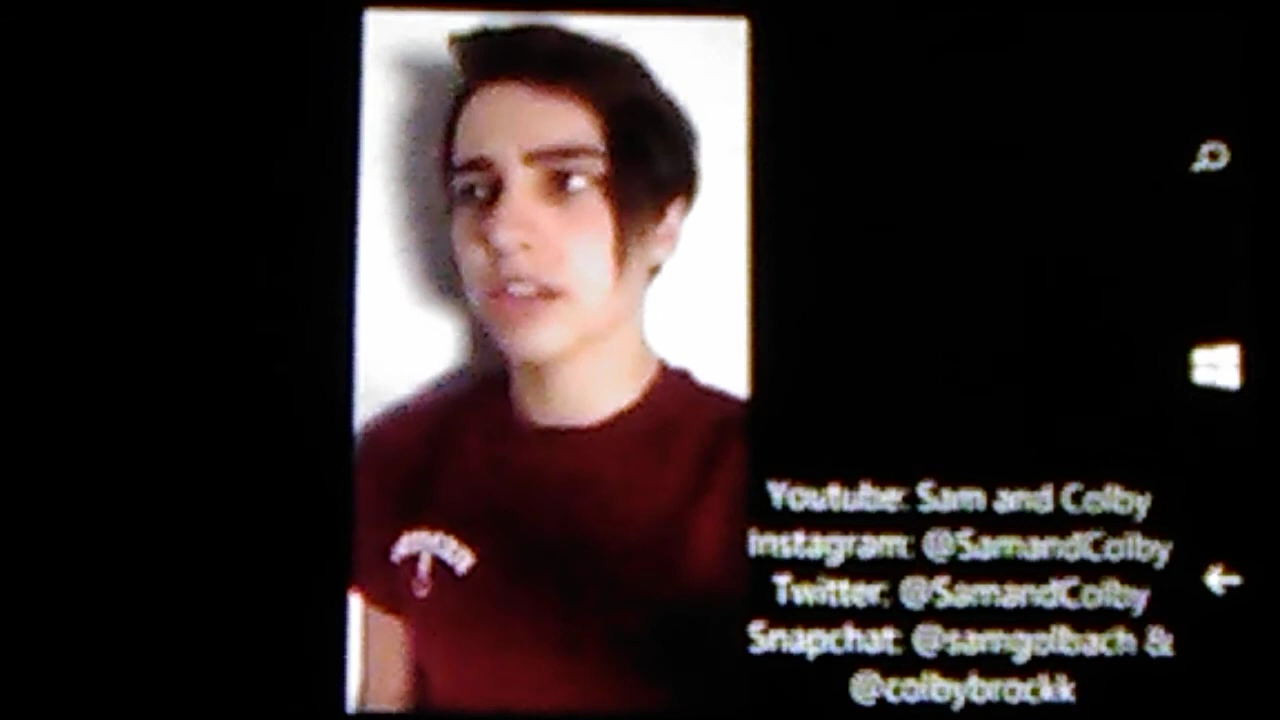 Youtube: Sam and Colby
Instagram: @SamandColby
Twitter: @SamandColby
Snapchat: @samgolbach &
@colbybrockk